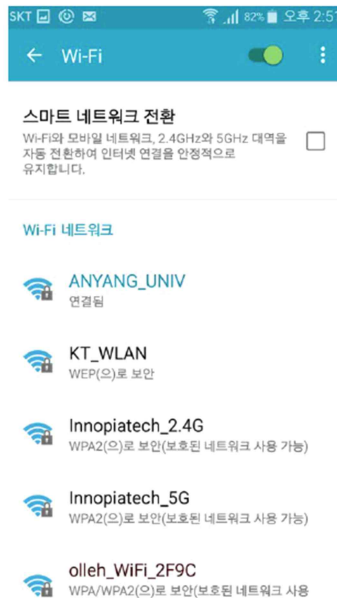 SKT 82% 오후 2:51
Wi-Fi
스마트 네트워크 전환
Wi-Fi와 모바일 네트워크, 2.4GHz와 5GHz 대역을
자동 전환하여 인터넷 연결을 안정적으로
유지합니다.
Wi-Fi 네트워크
ANYANG_UNIV
연결됨
KT_WLAN
WEP(으)로 보안
Innopiatech_2.4G
WPA2(으)로 보안(보호된 네트워크 사용 가능)
Innopiatech_5G
WPA2(으)로 보안(보호된 네트워크 사용 가능)
olleh_WiFi_2F9C
WPA/WPA2(으)로 보안(보호된 네트워크 사용